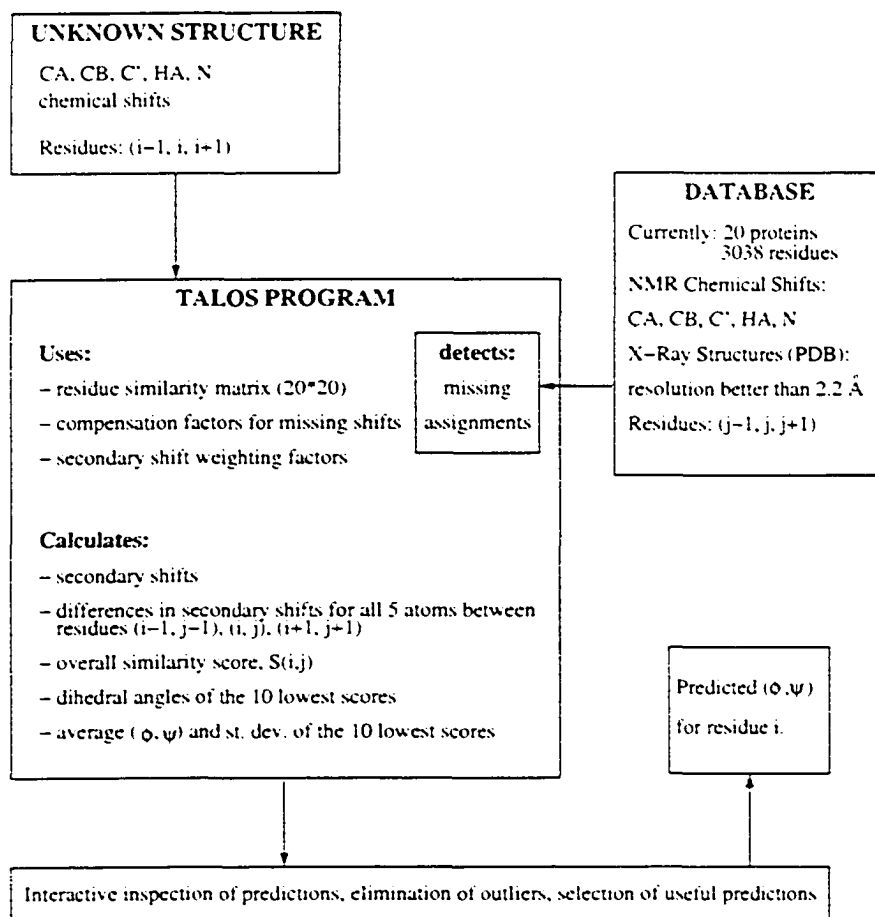 UNKNOWN STRUCTURE
CA, CB, C', HA, N
chemical shifts
Residues: (i−1, i, i+1)
DATABASE
Currently: 20 proteins
3038 residues
NMR Chemical Shifts:
CA, CB, C', HA, N
X−Ray Structures (PDB):
resolution better than 2.2 Å
Residues: (j−1, j, j+1)
TALOS PROGRAM
Uses:
− residue similarity matrix (20*20)
− compensation factors for missing shifts
− secondary shift weighting factors
detects:
missing
assignments
Calculates:
− secondary shifts
− differences in secondary shifts for all 5 atoms between
residues (i−1, j−1), (i, j), (i+1, j+1)
− overall similarity score, S(i,j)
− dihedral angles of the 10 lowest scores
− average (φ, ψ) and st. dev. of the 10 lowest scores
Predicted (φ,ψ)
for residue i.
Interactive inspection of predictions, elimination of outliers, selection of useful predictions